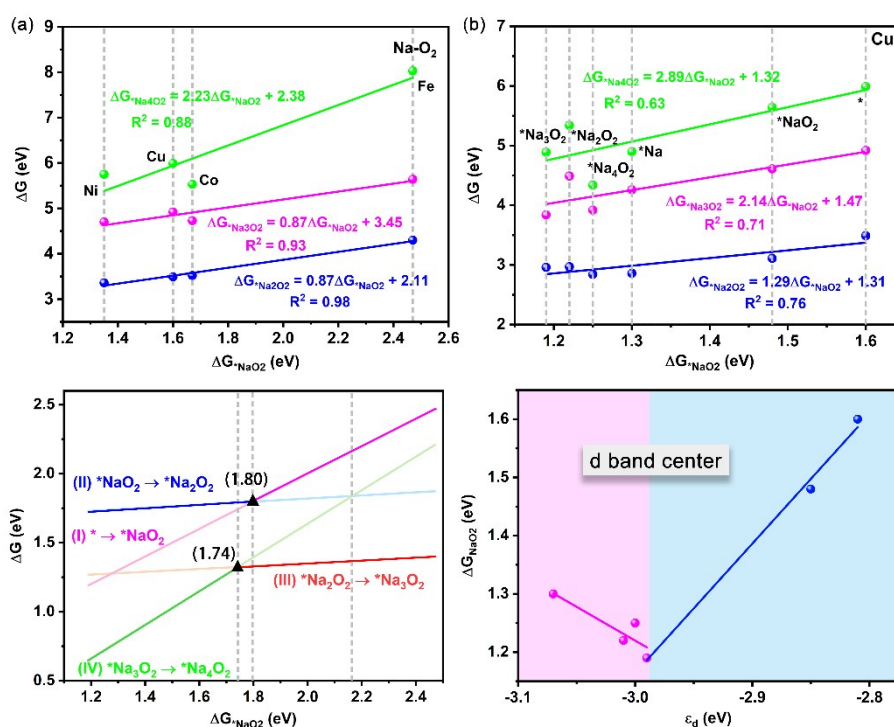 (a)
Na-O₂
ΔG*Na4O2 = 2.23ΔG*NaO2 + 2.38
R² = 0.88
Fe
Ni
Cu
Co
ΔG*Na3O2 = 0.87ΔG*NaO2 + 3.45
R² = 0.93
ΔG*Na2O2 = 0.87ΔG*NaO2 + 2.11
R² = 0.98
ΔG (eV)
9
8
7
6
5
4
3
2
1
1.2 1.4 1.6 1.8 2.0 2.2 2.4 2.6
ΔG*NaO2 (eV)
(b)
Cu
ΔG*Na4O2 = 2.89ΔG*NaO2 + 1.32
R² = 0.63
*Na₃O₂
*Na₂O₂
*Na₄O₂
*Na
*NaO₂
*
ΔG*Na3O2 = 2.14ΔG*NaO2 + 1.47
R² = 0.71
ΔG*Na2O2 = 1.29ΔG*NaO2 + 1.31
R² = 0.76
ΔG (eV)
7
6
5
4
3
2
1.2 1.3 1.4 1.5 1.6
ΔG*NaO2 (eV)
(II) *NaO₂ → *Na₂O₂
(1.80)
(I) * → *NaO₂
(1.74)
(III) *Na₂O₂ → *Na₃O₂
(IV) *Na₃O₂ → *Na₄O₂
ΔG (eV)
2.5
2.0
1.5
1.0
0.5
1.2 1.4 1.6 1.8 2.0 2.2 2.4
ΔG*NaO2 (eV)
d band center
ΔGNaO2 (eV)
1.6
1.5
1.4
1.3
1.2
-3.1 -3.0 -2.9 -2.8
εd (eV)